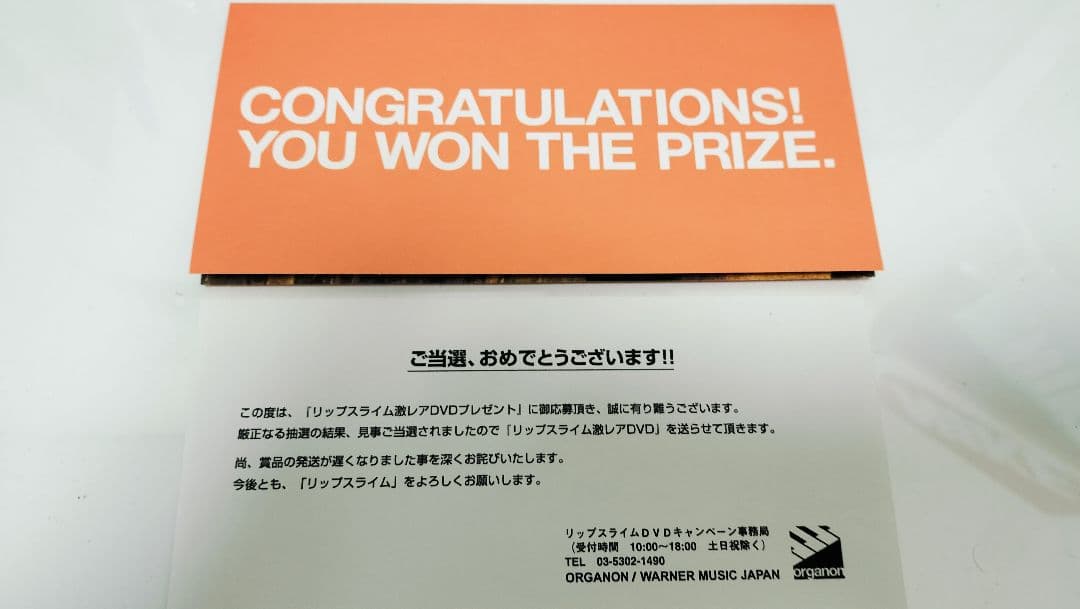 CONGRATULATIONS!
YOU WON THE PRIZE.
ご当選、おめでとうございます!!
この度は、「リップスライム激レアDVDプレゼント」に御応募頂き、誠に有り難うございます。
厳正なる抽選の結果、見事ご当選されましたので「リップスライム激レアDVD」を送らせて頂きます。
尚、賞品の発送が遅くなりました事を深くお詫びいたします。
今後とも、「リップスライム」をよろしくお願いします。
リップスライムDVDキャンペーン事務局
(受付時間 10:00〜18:00 土日祝除く)
TEL 03-5302-1490
ORGANON / WARNER MUSIC JAPAN
organon